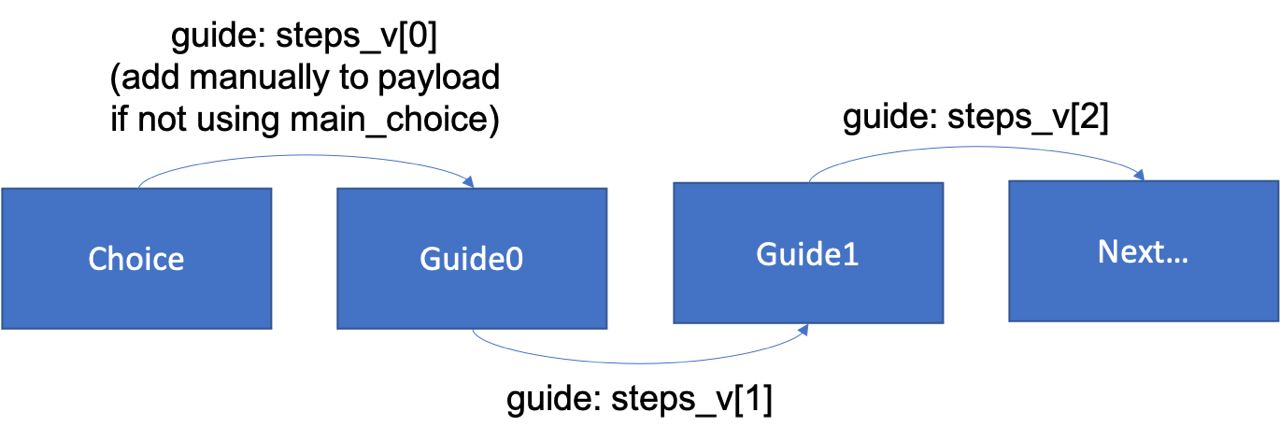 guide: steps_v[0]
(add manually to payload
if not using main_choice)
guide: steps_v[2]
Choice
Guide0
Guide1
Next...
guide: steps_v[1]